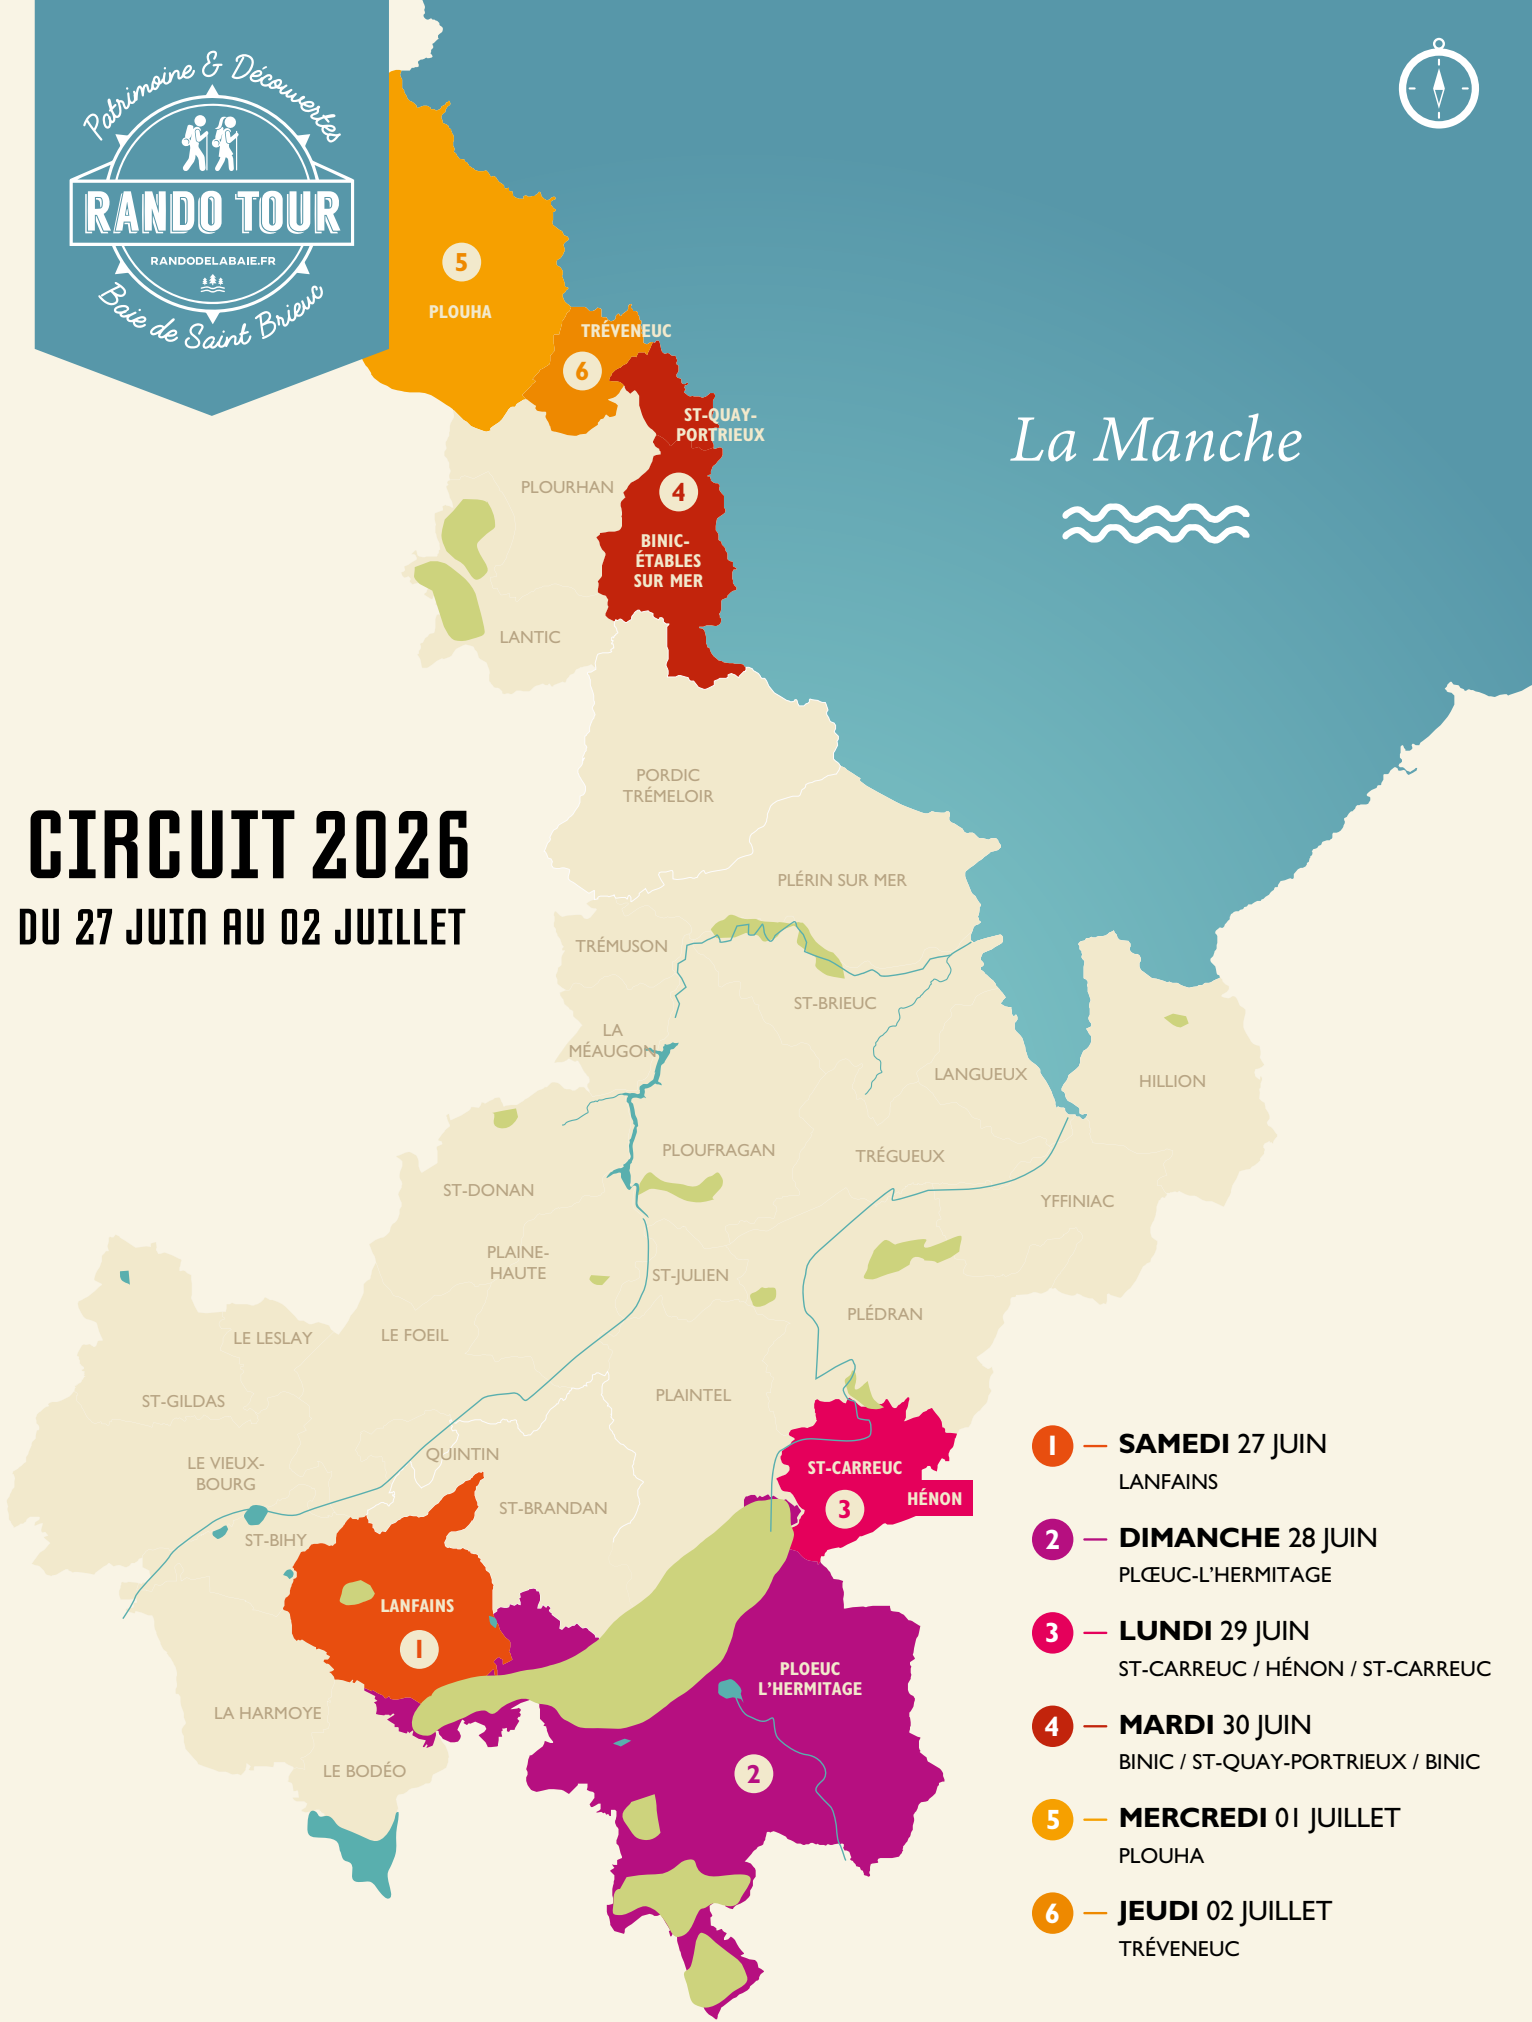 Patrimoine & Découvertes
RANDO TOUR
RANDODELABAIE.FR
Baie de Saint Brieuc
5
PLOUHA
TRÉVENEUC
6
ST-QUAY-
PORTRIEUX
La Manche
PLOURHAN
4
BINIC-
ÉTABLES
SUR MER
LANTIC
PORDIC
TRÉMELOIR
CIRCUIT 2026
DU 27 JUIN AU 02 JUILLET
PLÉRIN SUR MER
TRÉMUSON
ST-BRIEUC
LA
MÉAUGON
LANGUEUX
HILLION
PLOUFRAGAN
TRÉGUEUX
ST-DONAN
YFFINIAC
PLAINE-
HAUTE
ST-JULIEN
PLÉDRAN
LE LESLAY
LE FOEIL
ST-GILDAS
PLAINTEL
QUINTIN
LE VIEUX-
BOURG
ST-CARREUC
HÉNON
3
ST-BRANDAN
ST-BIHY
LANFAINS
1
PLOEUC
L'HERMITAGE
LA HARMOYE
LE BODÉO
2
1 — SAMEDI 27 JUIN
LANFAINS
2 — DIMANCHE 28 JUIN
PLŒUC-L'HERMITAGE
3 — LUNDI 29 JUIN
ST-CARREUC / HÉNON / ST-CARREUC
4 — MARDI 30 JUIN
BINIC / ST-QUAY-PORTRIEUX / BINIC
5 — MERCREDI 01 JUILLET
PLOUHA
6 — JEUDI 02 JUILLET
TRÉVENEUC